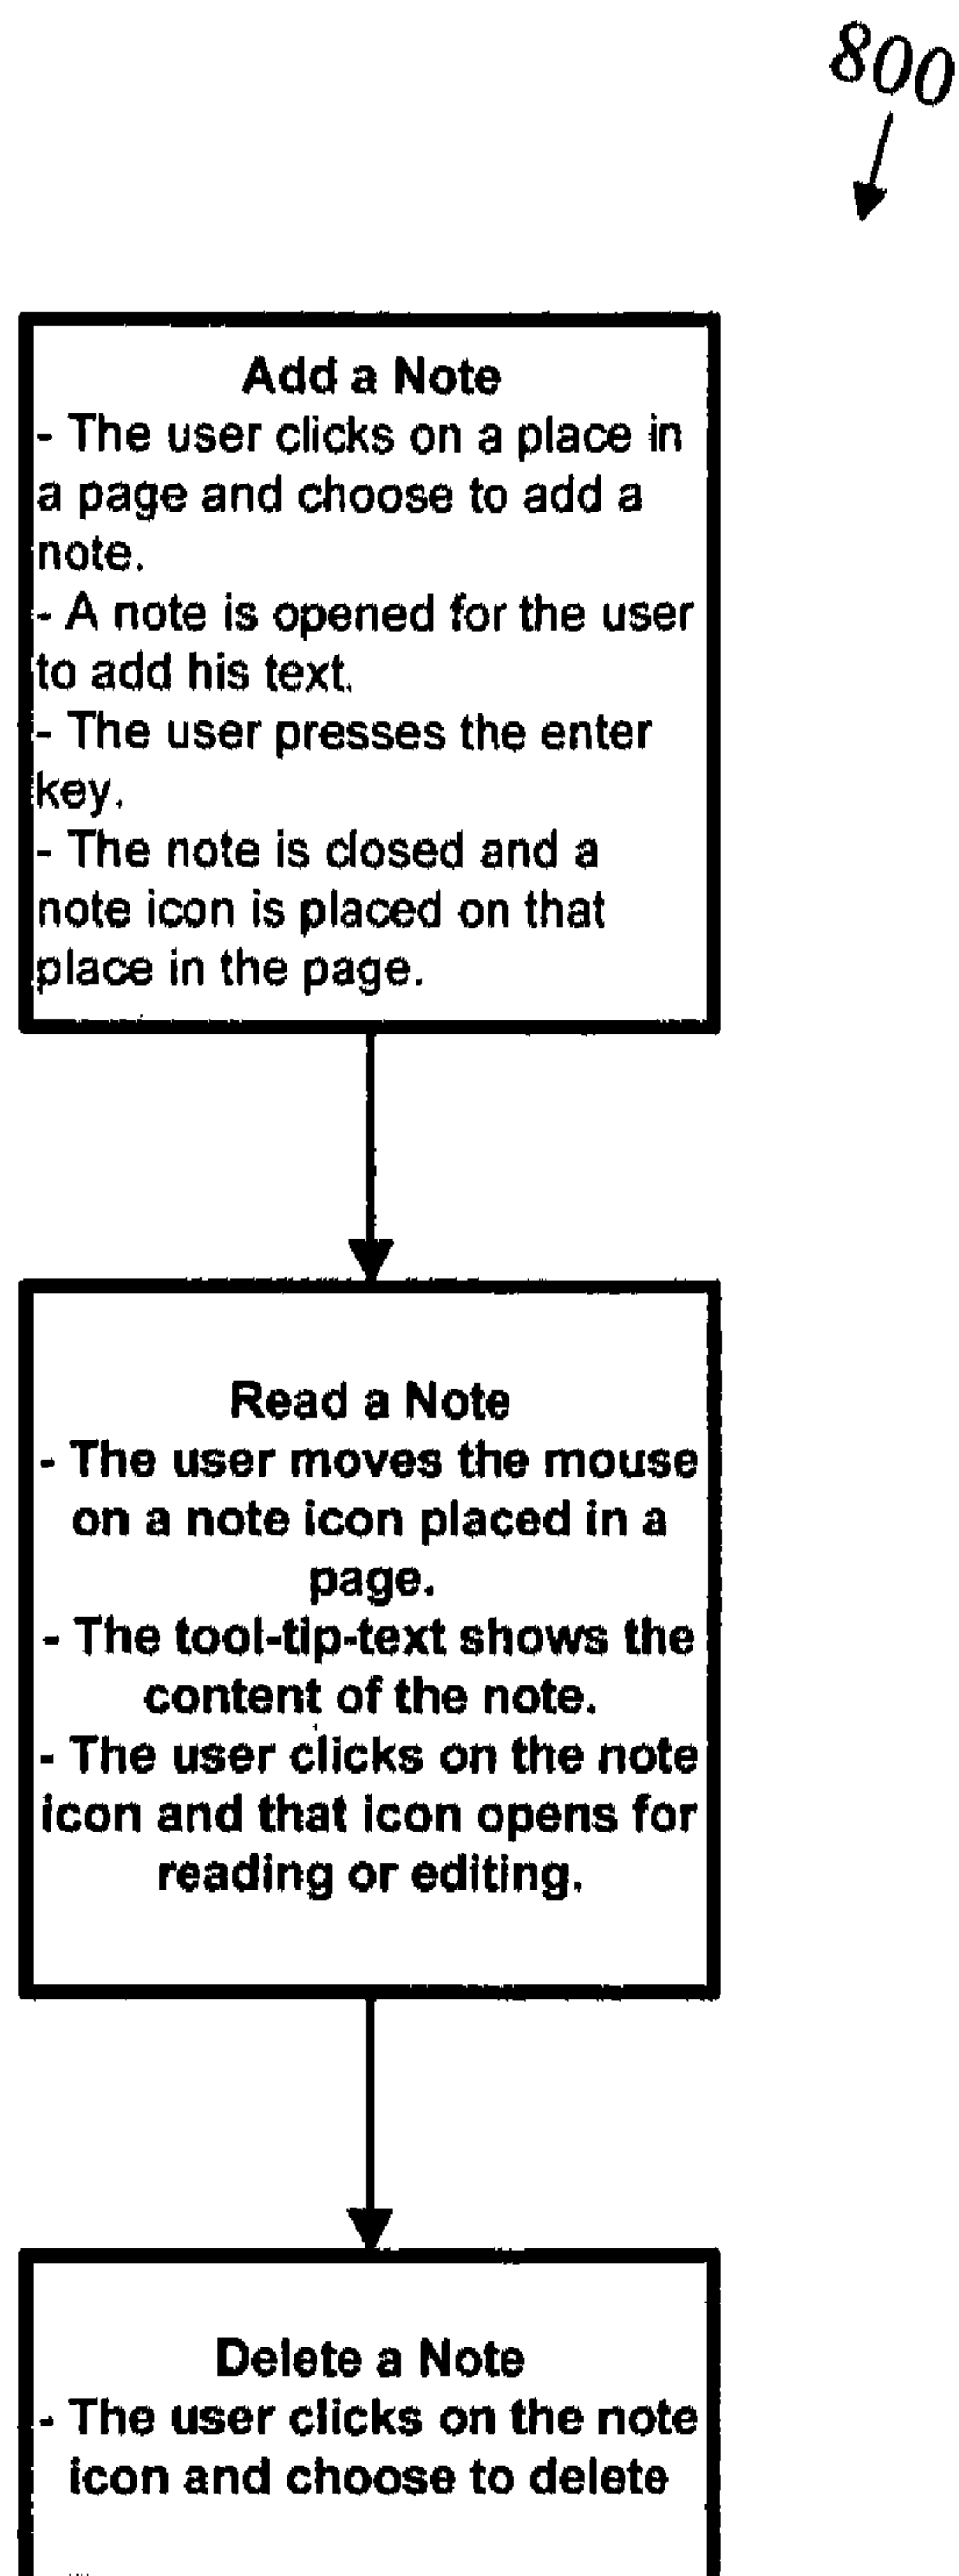 800
Add a Note
- The user clicks on a place in
a page and choose to add a
note.
- A note is opened for the user
to add his text.
- The user presses the enter
key.
- The note is closed and a
note icon is placed on that
place in the page.
Read a Note
- The user moves the mouse
on a note icon placed in a
page.
- The tool-tip-text shows the
content of the note.
- The user clicks on the note
icon and that icon opens for
reading or editing.
Delete a Note
- The user clicks on the note
icon and choose to delete